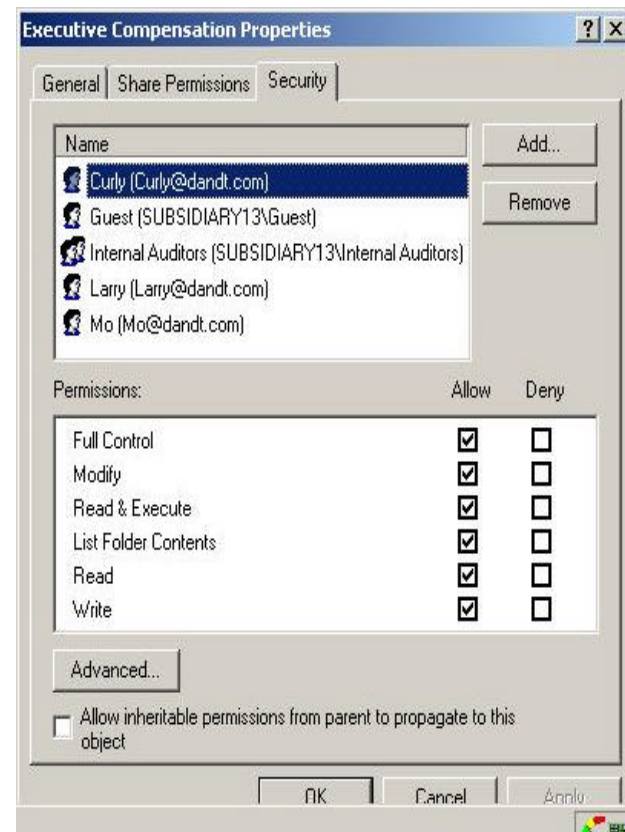 Executive Compensation Properties
General Share Permissions Security
Name
Add...
Curly (Curly@dandt.com)
Remove
Guest (SUBSIDIARY13\Guest)
Internal Auditors (SUBSIDIARY13\Internal Auditors)
Larry (Larry@dandt.com)
Mo (Mo@dandt.com)
Permissions: Allow Deny
Full Control
Modify
Read & Execute
List Folder Contents
Read
Write
Advanced...
Allow inheritable permissions from parent to propagate to this
object
OK Cancel Apply